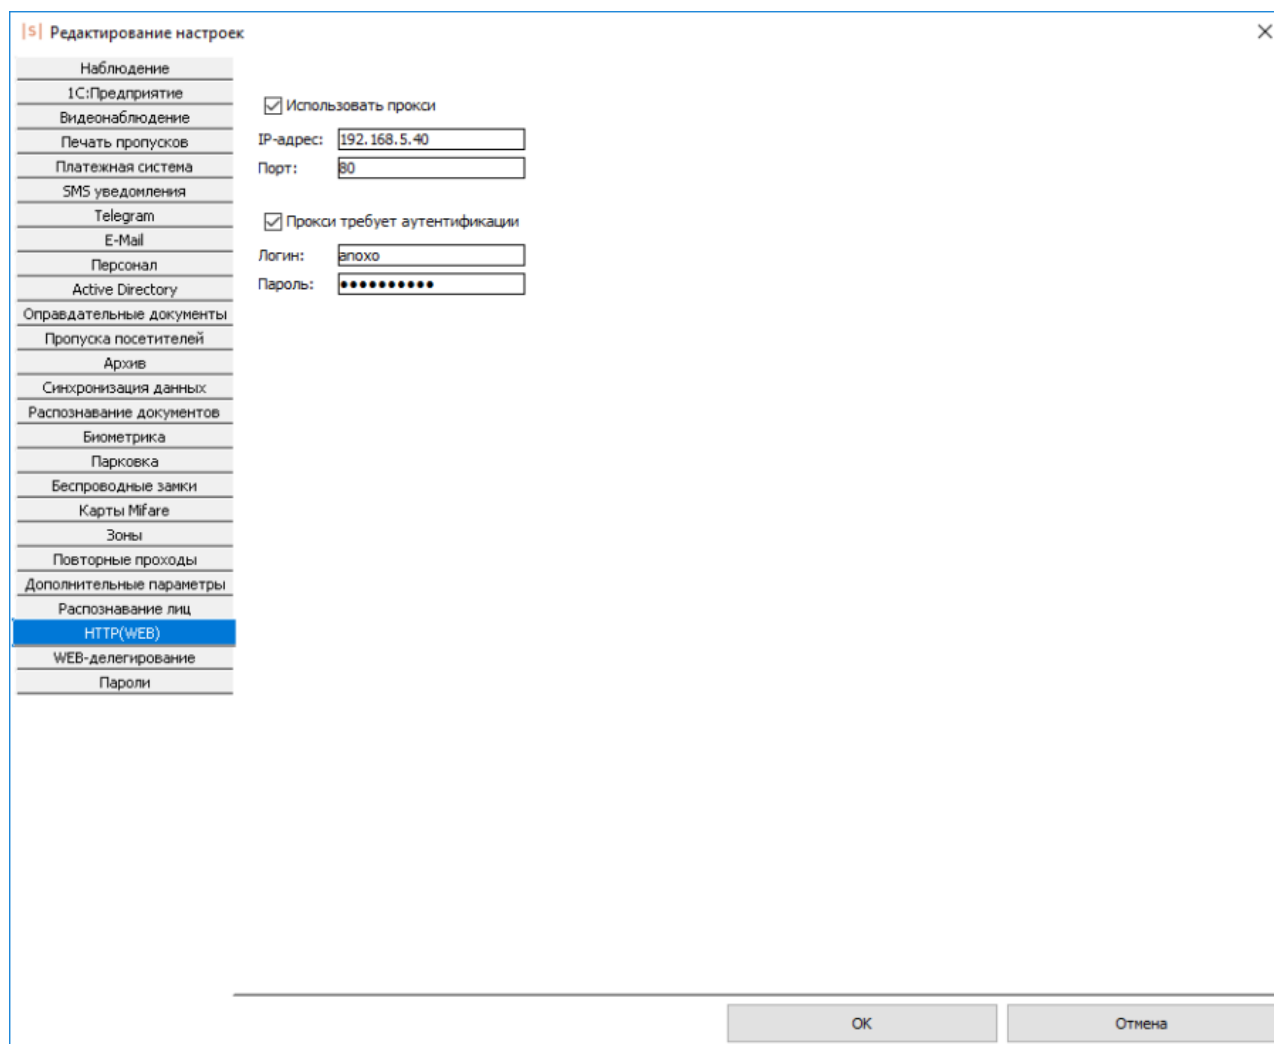 |S| Редактирование настроек
Наблюдение
1С:Предприятие
Видеонаблюдение
Печать пропусков
Платежная система
SMS уведомления
Telegram
E-Mail
Персонал
Active Directory
Оправдательные документы
Пропуска посетителей
Архив
Синхронизация данных
Распознавание документов
Биометрика
Парковка
Беспроводные замки
Карты Mifare
Зоны
Повторные проходы
Дополнительные параметры
Распознавание лиц
HTTP(WEB)
WEB-делегирование
Пароли
Использовать прокси
IP-адрес: 192.168.5.40
Порт: 80
Прокси требует аутентификации
Логин: anoxo
Пароль: ●●●●●●●●●●
OK
Отмена